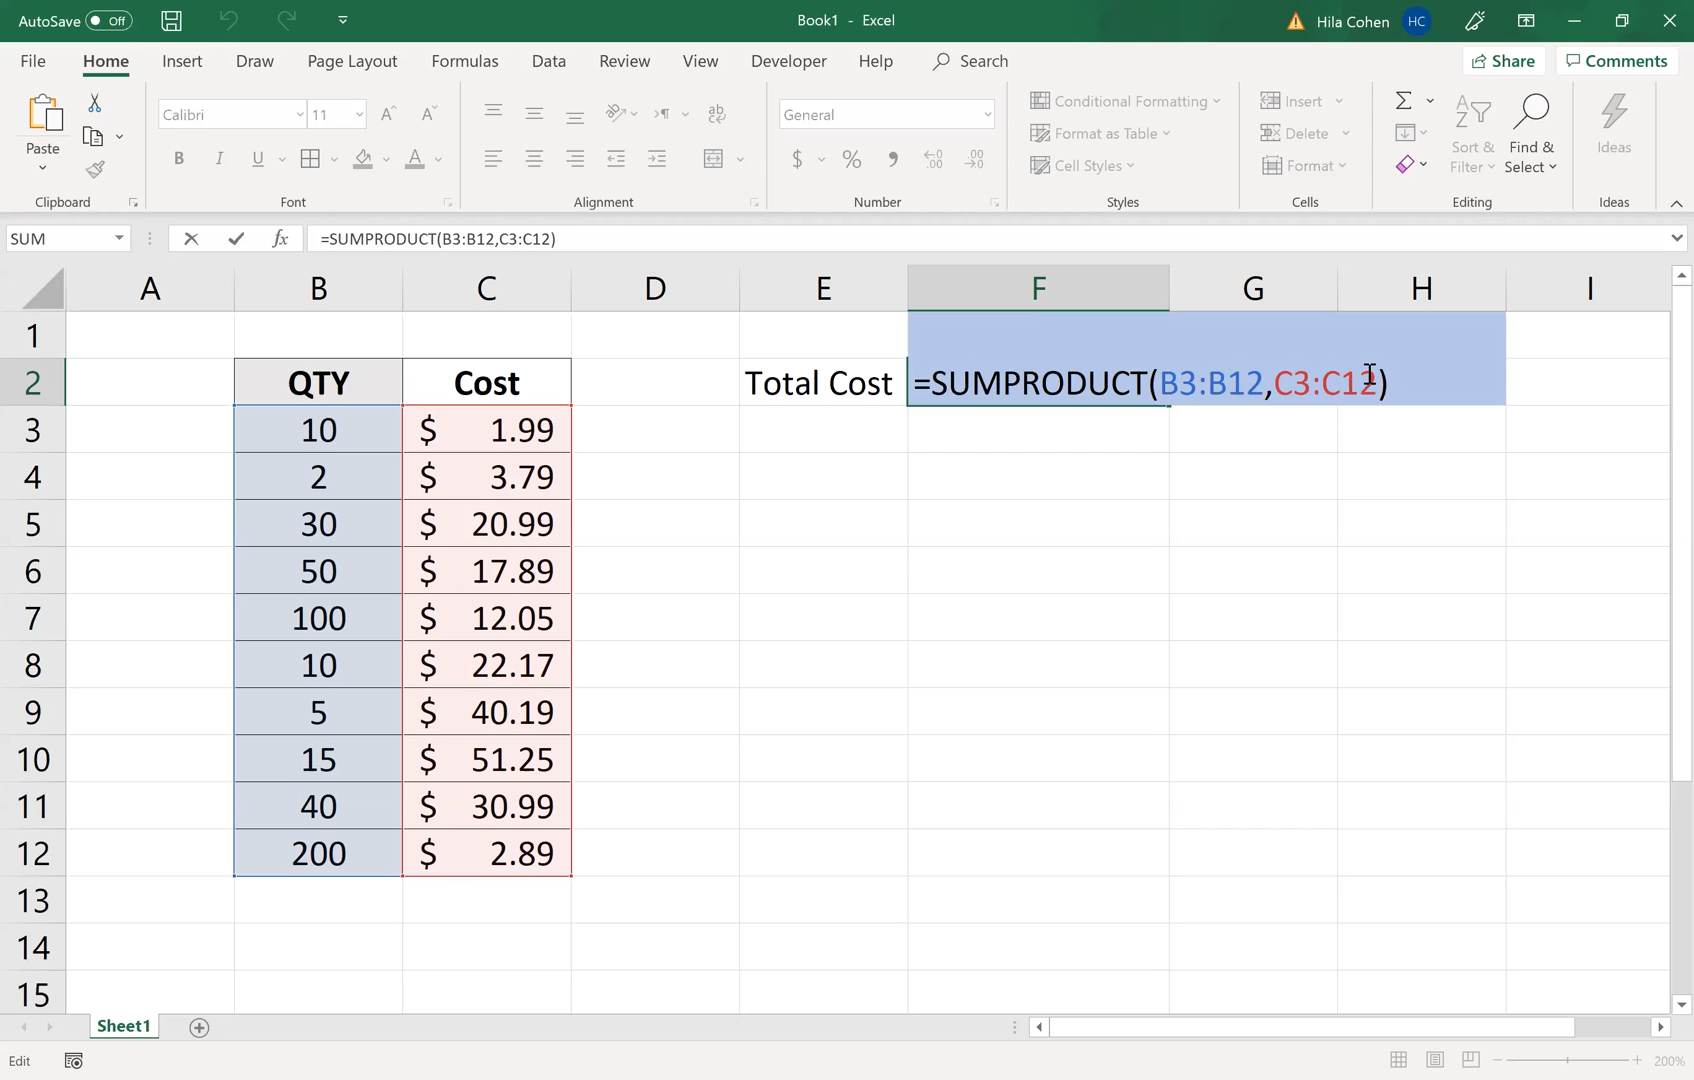 AutoSave Off Book1 - Excel Hila Cohen HC
File Home Insert Draw Page Layout Formulas Data Review View Developer Help Search Share Comments
Paste
Clipboard
Calibri 11
B I U A
Font
ab
Alignment
General
$ % ,
Number
Conditional Formatting
Format as Table
Cell Styles
Styles
Insert
Delete
Format
Cells
Σ
Sort & Filter
Find & Select
Editing
Ideas
Ideas
SUM fx =SUMPRODUCT(B3:B12,C3:C12)
A B C D E F G H I
1
2 QTY Cost Total Cost =SUMPRODUCT(B3:B12,C3:C12)
3 10 $ 1.99
4 2 $ 3.79
5 30 $ 20.99
6 50 $ 17.89
7 100 $ 12.05
8 10 $ 22.17
9 5 $ 40.19
10 15 $ 51.25
11 40 $ 30.99
12 200 $ 2.89
13
14
15
Sheet1
Edit 200%